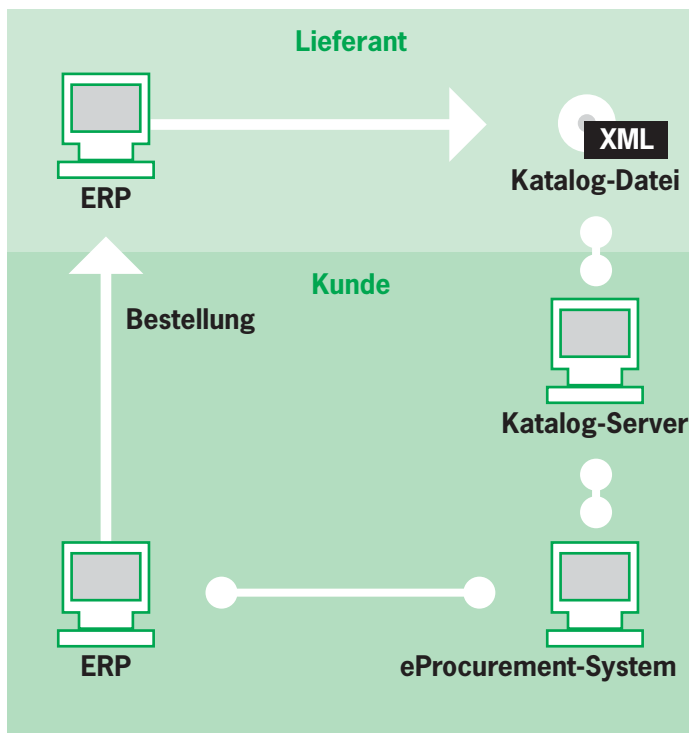 Lieferant
XML
ERP
Katalog-Datei
Kunde
Bestellung
Katalog-Server
ERP
eProcurement-System